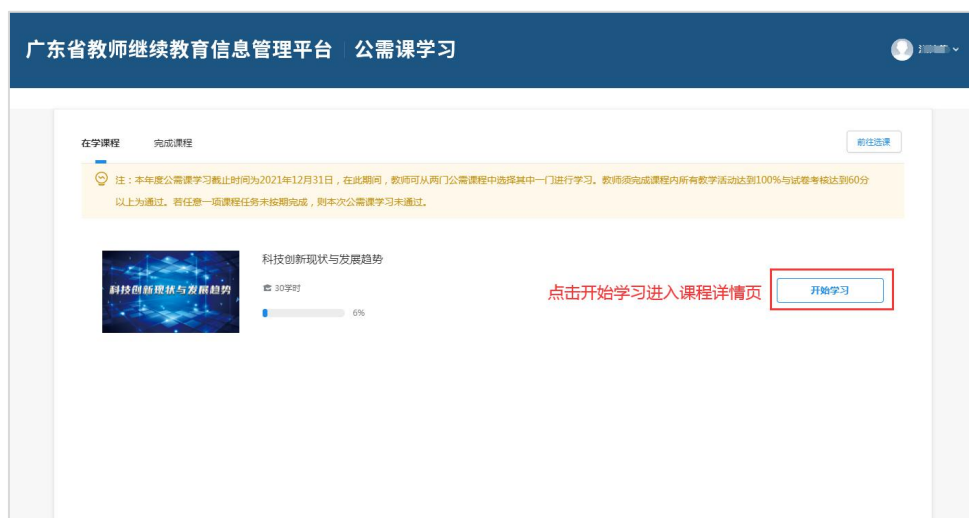 广东省教师继续教育信息管理平台 公需课学习
在学课程 完成课程 前往选课
注：本年度公需课学习截止时间为2021年12月31日，在此期间，教师可从两门公需课程中选择其中一门进行学习。教师须完成课程内所有教学活动达到100%与试卷考核达到60分
以上为通过。若任意一项课程任务未按期完成，则本次公需课学习未通过。
科技创新现状与发展趋势
科技创新现状与发展趋势
30学时
点击开始学习进入课程详情页 开始学习
6%